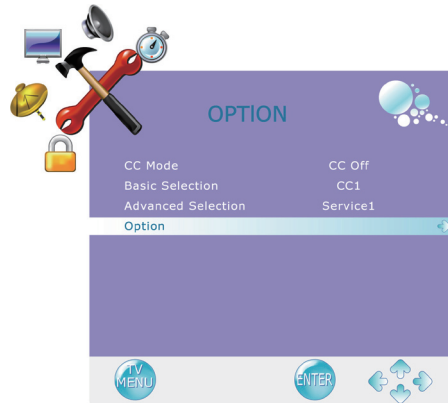 OPTION
CC Mode CC Off
Basic Selection CC1
Advanced Selection Service1
Option
TV
MENU
ENTER